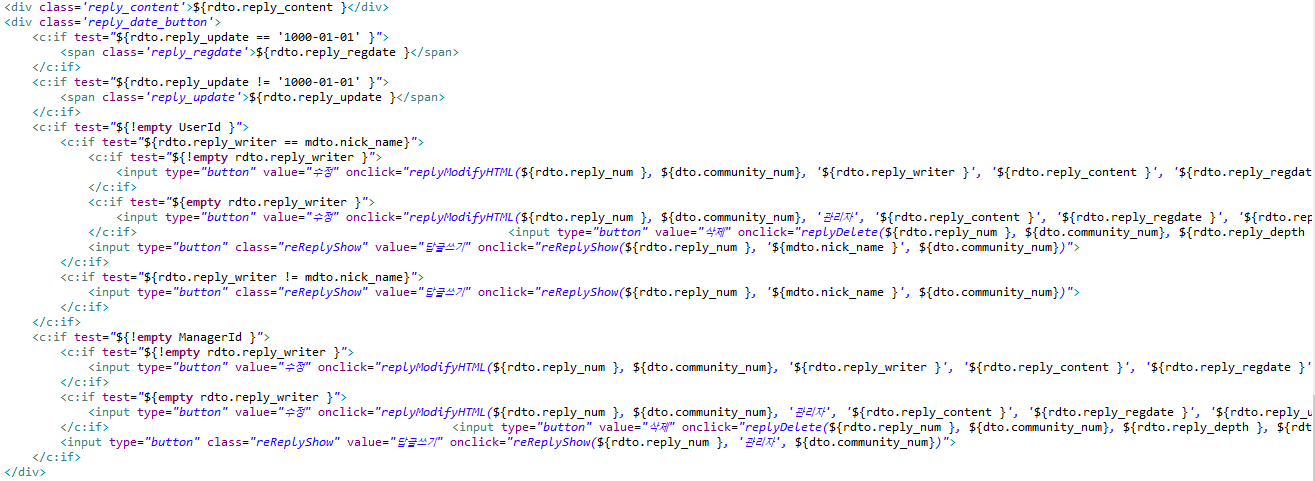 <div class='reply_content'>${rdto.reply_content }</div>
<div class='reply_date_button'>
    <c:if test="${rdto.reply_update == '1000-01-01' }">
        <span class='reply_regdate'>${rdto.reply_regdate }</span>
    </c:if>
    <c:if test="${rdto.reply_update != '1000-01-01' }">
        <span class='reply_update'>${rdto.reply_update }</span>
    </c:if>
    <c:if test="${!empty UserId }">
        <c:if test="${rdto.reply_writer == mdto.nick_name}">
            <c:if test="${!empty rdto.reply_writer }">
                <input type="button" value="수정" onclick="replyModifyHTML(${rdto.reply_num }, ${dto.community_num}, '${rdto.reply_writer }', '${rdto.reply_content }', '${rdto.reply_regdat
            </c:if>
            <c:if test="${empty rdto.reply_writer }">
                <input type="button" value="수정" onclick="replyModifyHTML(${rdto.reply_num }, ${dto.community_num}, '관리자', '${rdto.reply_content }', '${rdto.reply_regdate }', '${rdto.rep
            </c:if>                                                     <input type="button" value="삭제" onclick="replyDelete(${rdto.reply_num }, ${dto.community_num}, ${rdto.reply_depth
            <input type="button" class="reReplyShow" value="답글쓰기" onclick="reReplyShow(${rdto.reply_num }, '${mdto.nick_name }', ${dto.community_num})">
        </c:if>
        <c:if test="${rdto.reply_writer != mdto.nick_name}">
            <input type="button" class="reReplyShow" value="답글쓰기" onclick="reReplyShow(${rdto.reply_num }, '${mdto.nick_name }', ${dto.community_num})">
        </c:if>
    </c:if>
    <c:if test="${!empty ManagerId }">
        <c:if test="${!empty rdto.reply_writer }">
            <input type="button" value="수정" onclick="replyModifyHTML(${rdto.reply_num }, ${dto.community_num}, '${rdto.reply_writer }', '${rdto.reply_content }', '${rdto.reply_regdate }'
        </c:if>
        <c:if test="${empty rdto.reply_writer }">
            <input type="button" value="수정" onclick="replyModifyHTML(${rdto.reply_num }, ${dto.community_num}, '관리자', '${rdto.reply_content }', '${rdto.reply_regdate }', '${rdto.reply_u
        </c:if>                                                 <input type="button" value="삭제" onclick="replyDelete(${rdto.reply_num }, ${dto.community_num}, ${rdto.reply_depth }, ${rdt
        <input type="button" class="reReplyShow" value="답글쓰기" onclick="reReplyShow(${rdto.reply_num }, '관리자', ${dto.community_num})">
    </c:if>
</div>